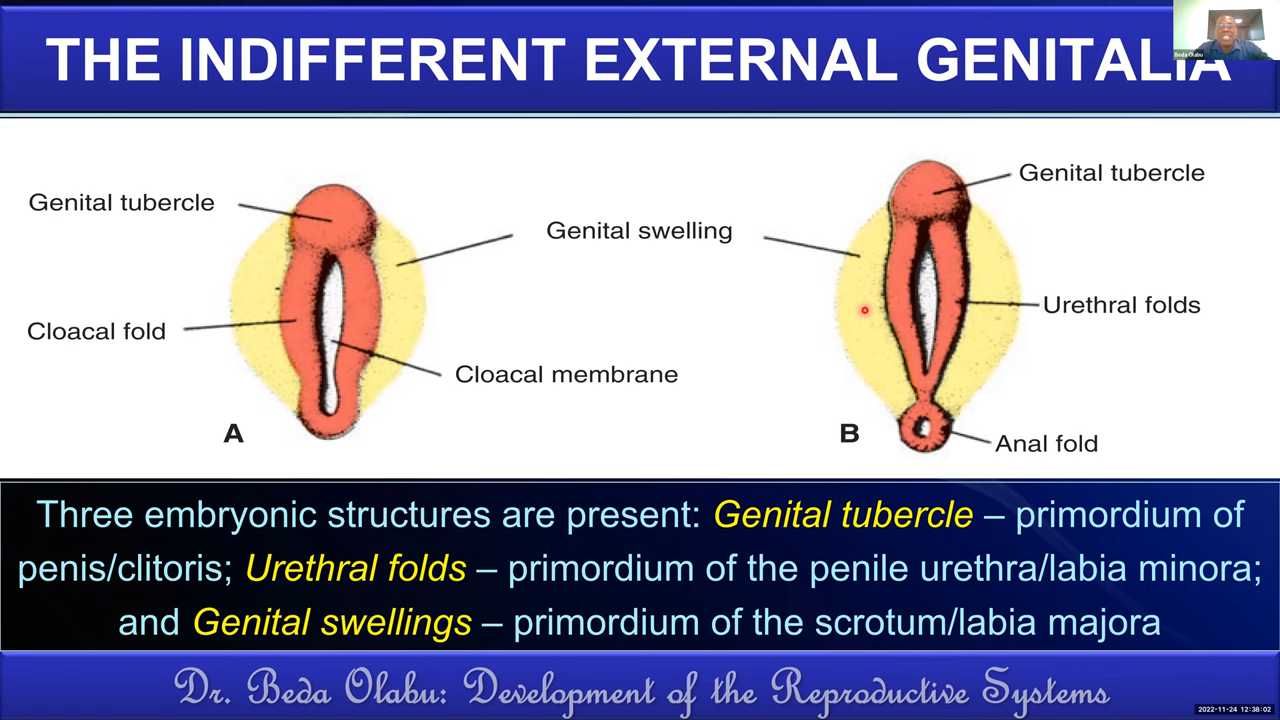 THE INDIFFERENT EXTERNAL GENITALIA
Beda Olabu
Genital tubercle
Genital swelling
Cloacal fold
Cloacal membrane
A
Genital tubercle
Urethral folds
B
Anal fold
Three embryonic structures are present: Genital tubercle – primordium of
penis/clitoris; Urethral folds – primordium of the penile urethra/labia minora;
and Genital swellings – primordium of the scrotum/labia majora
Dr. Beda Olabu: Development of the Reproductive Systems
2022-11-24 12:38:02